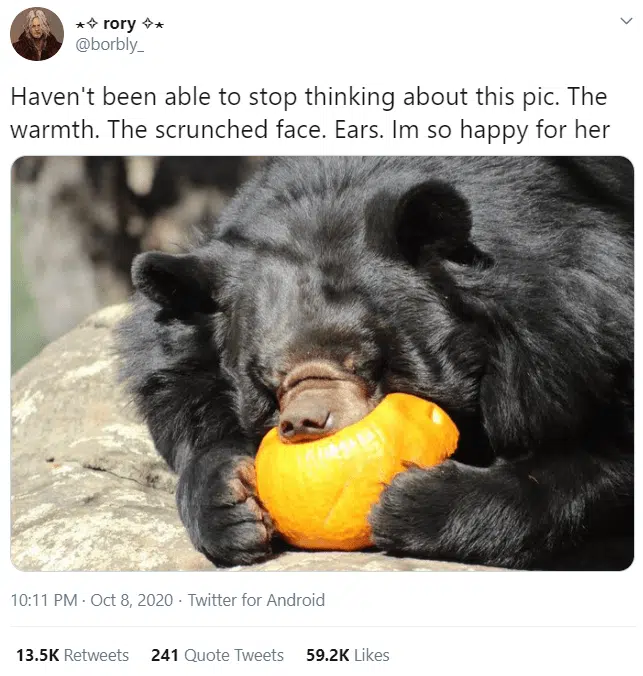 ⋆✧ rory ✧⋆
@borbly_
Haven't been able to stop thinking about this pic. The
warmth. The scrunched face. Ears. Im so happy for her
10:11 PM · Oct 8, 2020 · Twitter for Android
13.5K Retweets 241 Quote Tweets 59.2K Likes